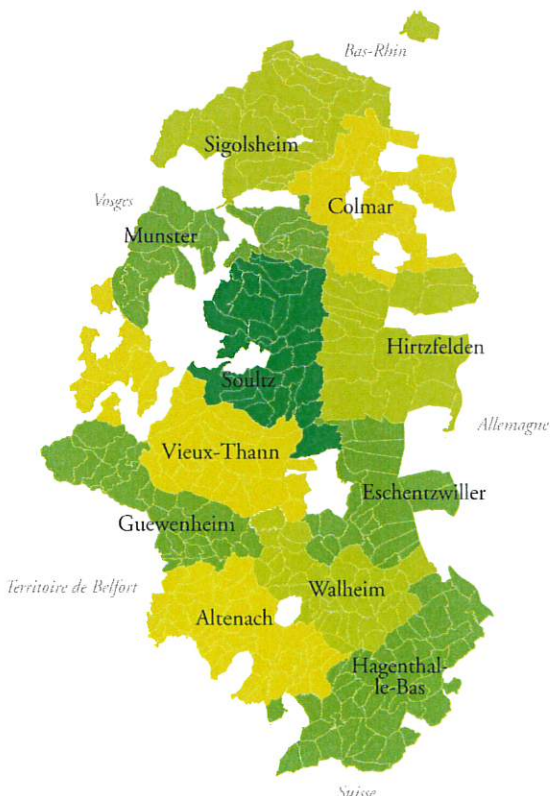 Bas-Rhin
Sigolsheim
Vosges
Colmar
Munster
Hirtzfelden
Soultz
Allemagne
Vieux-Thann
Eschentzwiller
Guewenheim
Territoire de Belfort
Walheim
Altenach
Hagenthal-
le-Bas
Suisse